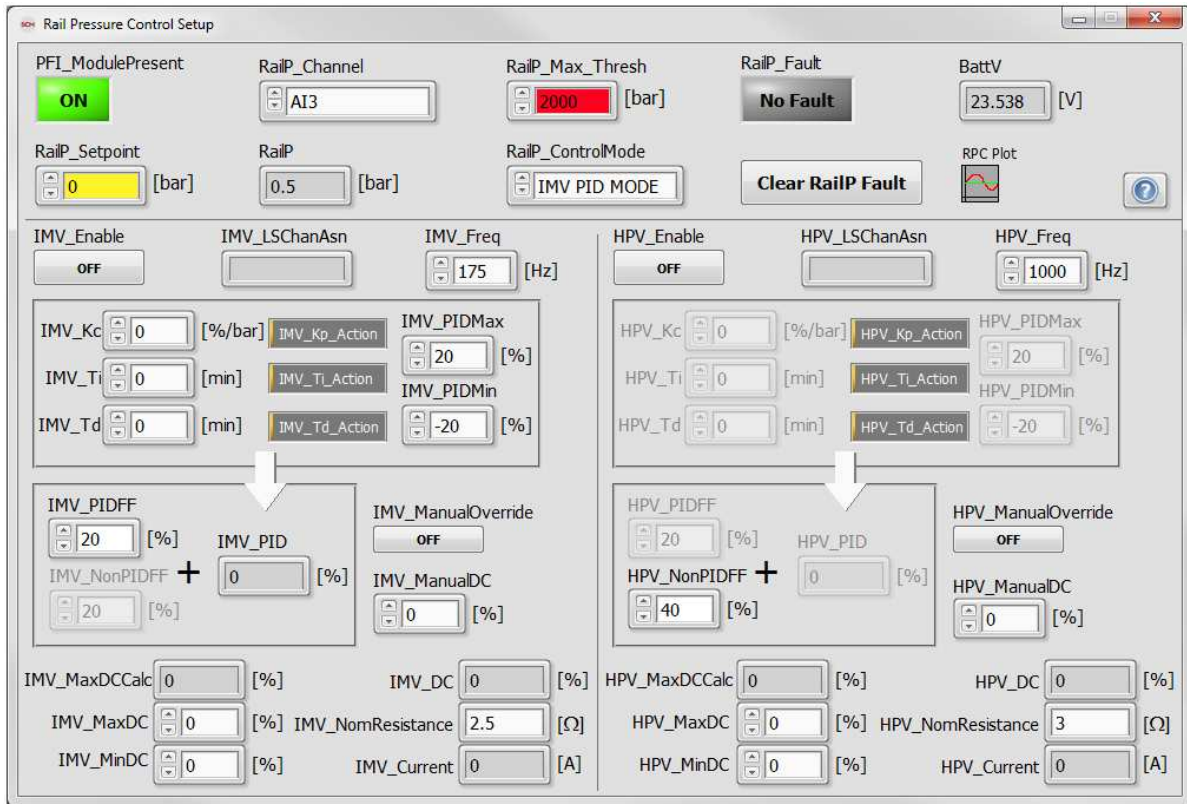 SCM Rail Pressure Control Setup
PFI_ModulePresent
RailP_Channel
RailP_Max_Thresh
RailP_Fault
BattV
ON
AI3
2000 [bar]
No Fault
23.538 [V]
RailP_Setpoint
RailP
RailP_ControlMode
RPC Plot
0 [bar]
0.5 [bar]
IMV PID MODE
Clear RailP Fault
?
IMV_Enable
IMV_LSChanAsn
IMV_Freq
OFF
175 [Hz]
IMV_Kc 0 [%/bar] IMV_Kp_Action
IMV_PIDMax
20 [%]
IMV_Ti 0 [min] IMV_Ti_Action
IMV_PIDMin
IMV_Td 0 [min] IMV_Td_Action
-20 [%]
IMV_PIDFF
20 [%]
IMV_NonPIDFF +
20 [%]
IMV_PID
0 [%]
IMV_ManualOverride
OFF
IMV_ManualDC
0 [%]
IMV_MaxDCCalc 0 [%]
IMV_DC 0 [%]
IMV_MaxDC 0 [%]
IMV_NomResistance 2.5 [Ω]
IMV_MinDC 0 [%]
IMV_Current 0 [A]
HPV_Enable
HPV_LSChanAsn
HPV_Freq
OFF
1000 [Hz]
HPV_Kc 0 [%/bar] HPV_Kp_Action
HPV_PIDMax
20 [%]
HPV_Ti 0 [min] HPV_Ti_Action
HPV_PIDMin
HPV_Td 0 [min] HPV_Td_Action
-20 [%]
HPV_PIDFF
20 [%]
HPV_NonPIDFF +
40 [%]
HPV_PID
0 [%]
HPV_ManualOverride
OFF
HPV_ManualDC
0 [%]
HPV_MaxDCCalc 0 [%]
HPV_DC 0 [%]
HPV_MaxDC 0 [%]
HPV_NomResistance 3 [Ω]
HPV_MinDC 0 [%]
HPV_Current 0 [A]